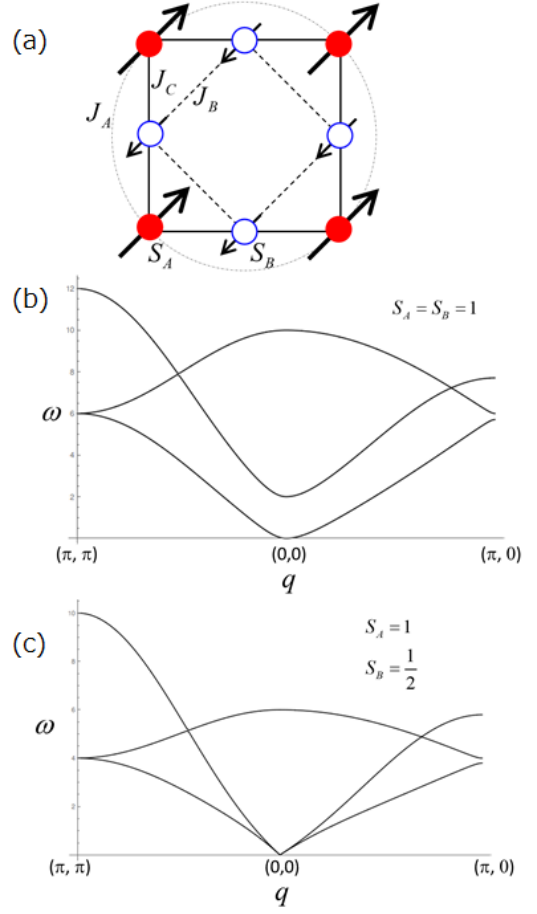 (a)
J_C
J_B
J_A
S_A
S_B
(b)
12
S_A = S_B = 1
10
8
ω
6
4
2
(π, π)
(0,0)
(π, 0)
q
(c)
10
S_A = 1
S_B = 1/2
8
ω
6
4
2
(π, π)
(0,0)
(π, 0)
q